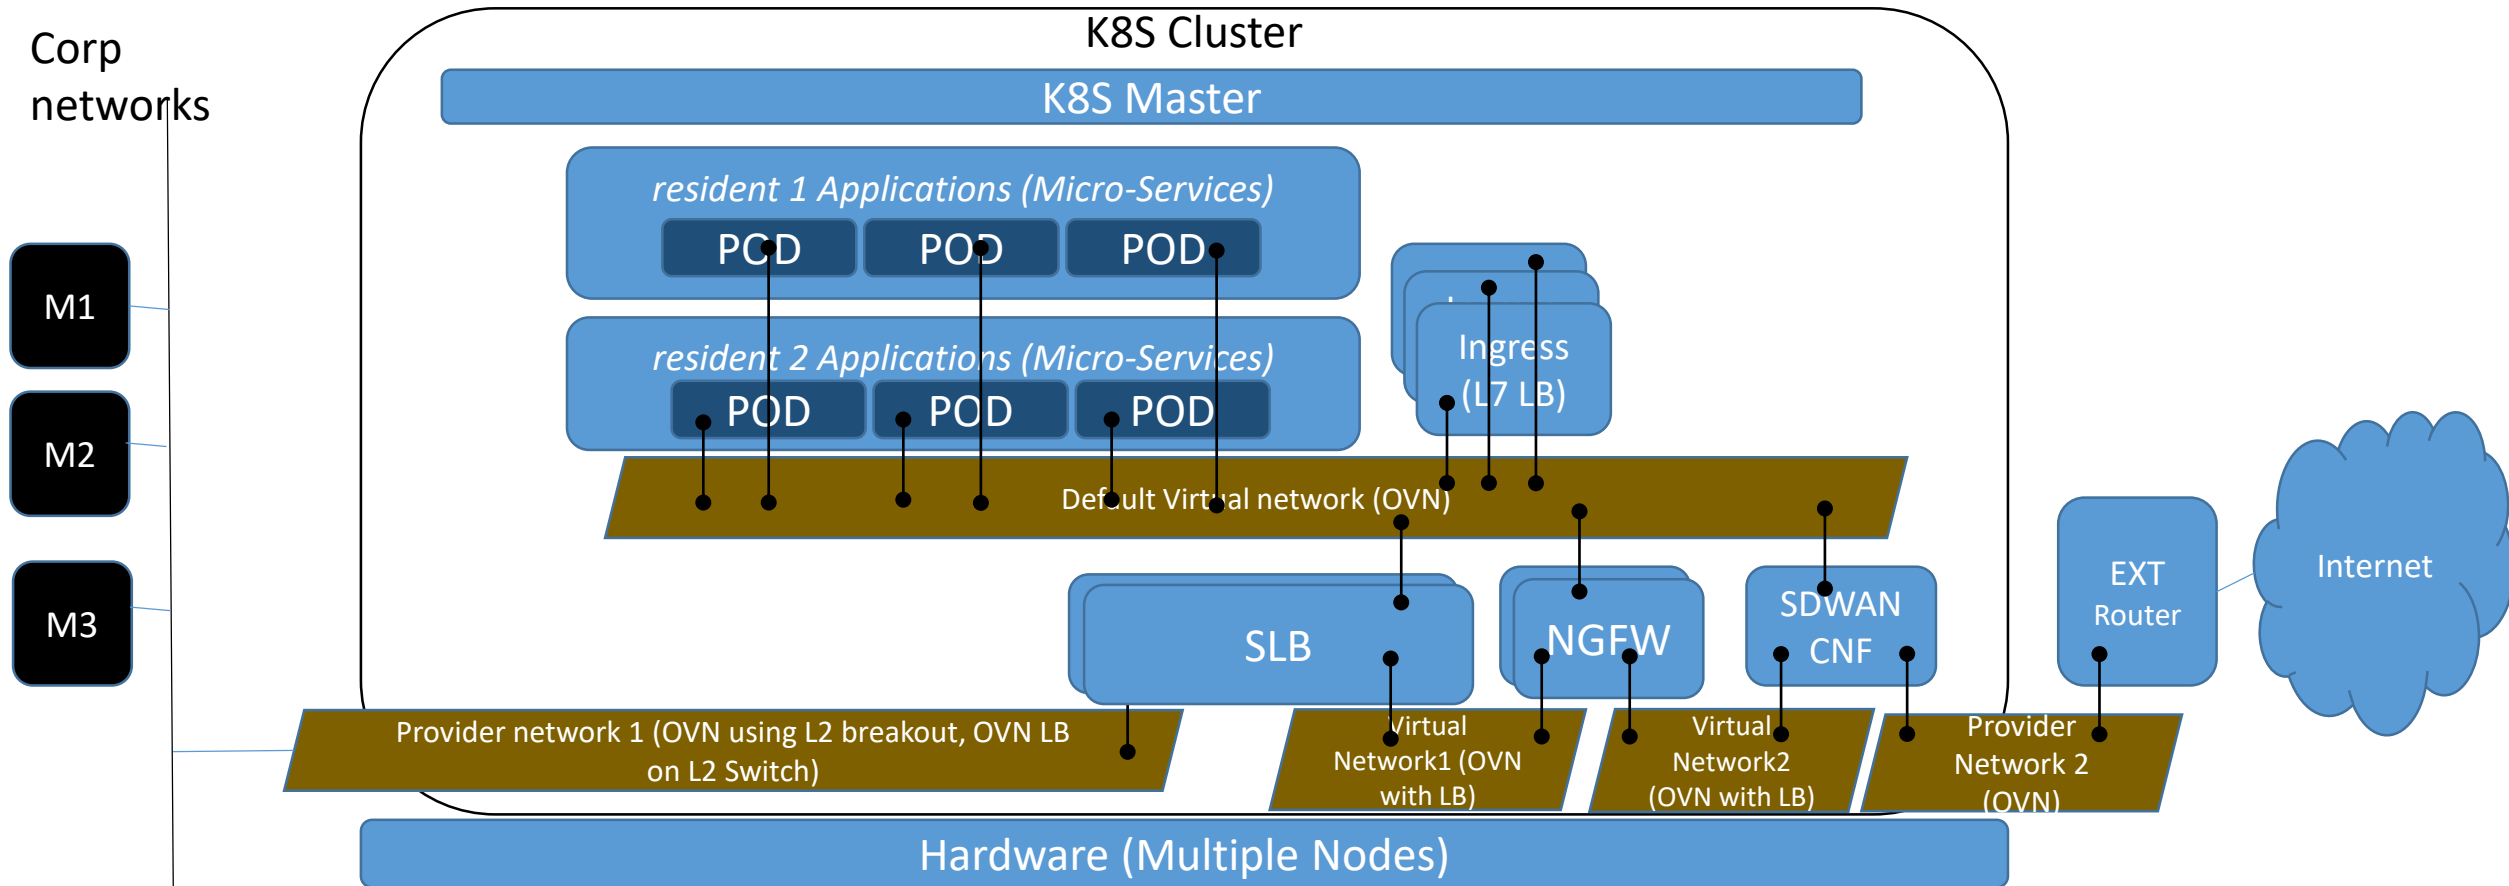 Corp
networks
K8S Cluster
K8S Master
resident 1 Applications (Micro-Services)
POD
POD
POD
resident 2 Applications (Micro-Services)
POD
POD
POD
Ingress
(L7 LB)
M1
M2
M3
Default Virtual network (OVN)
SLB
NGFW
SDWAN
CNF
EXT
Router
Internet
Provider network 1 (OVN using L2 breakout, OVN LB
on L2 Switch)
Virtual
Network1 (OVN
with LB)
Virtual
Network2
(OVN with LB)
Provider
Network 2
(OVN)
Hardware (Multiple Nodes)